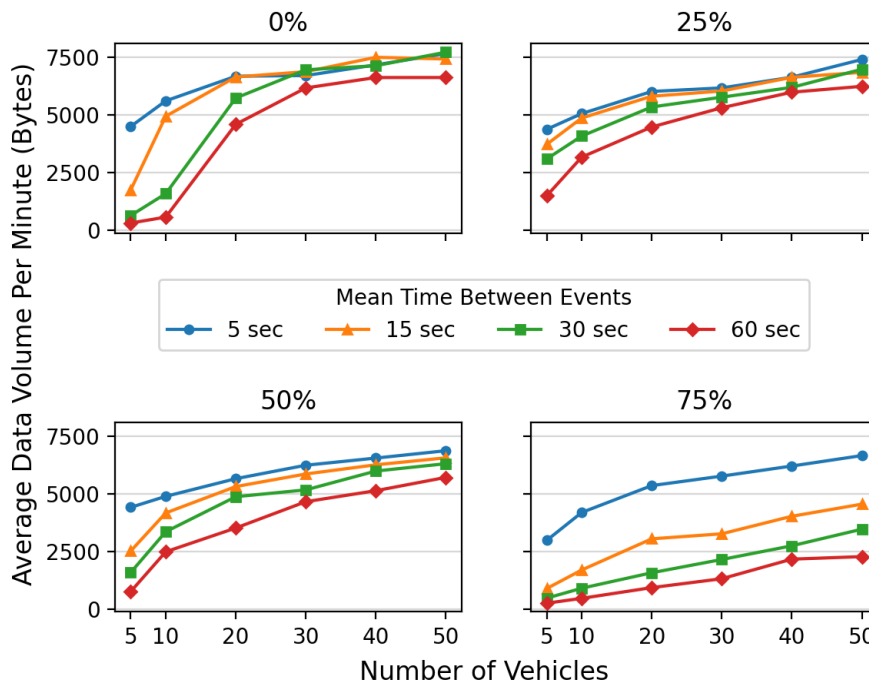 0%
25%
Average Data Volume Per Minute (Bytes)
7500
5000
2500
0
Mean Time Between Events
5 sec 15 sec 30 sec 60 sec
50%
75%
7500
5000
2500
0
5 10 20 30 40 50
5 10 20 30 40 50
Number of Vehicles